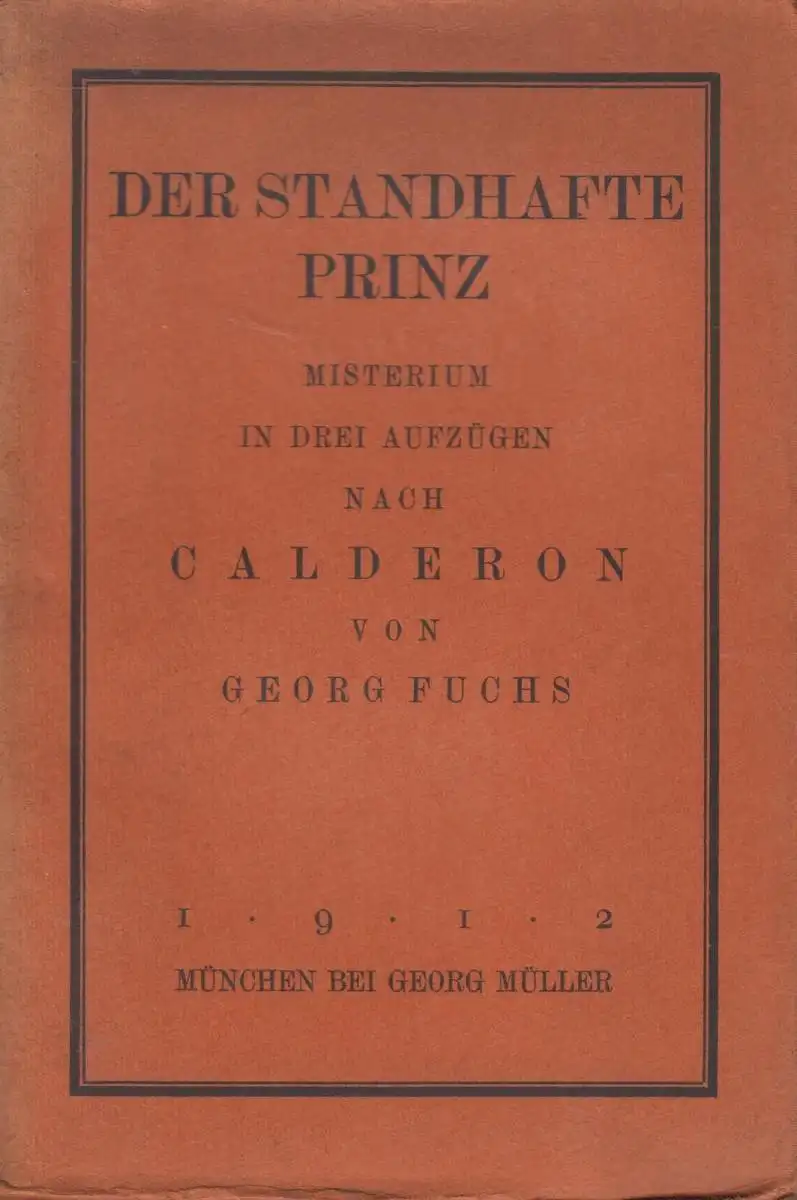 DER STANDHAFTE
PRINZ
MISTERIUM
IN DREI AUFZÜGEN
NACH
CALDERON
VON
GEORG FUCHS
1 · 9 · 1 · 2
MÜNCHEN BEI GEORG MÜLLER